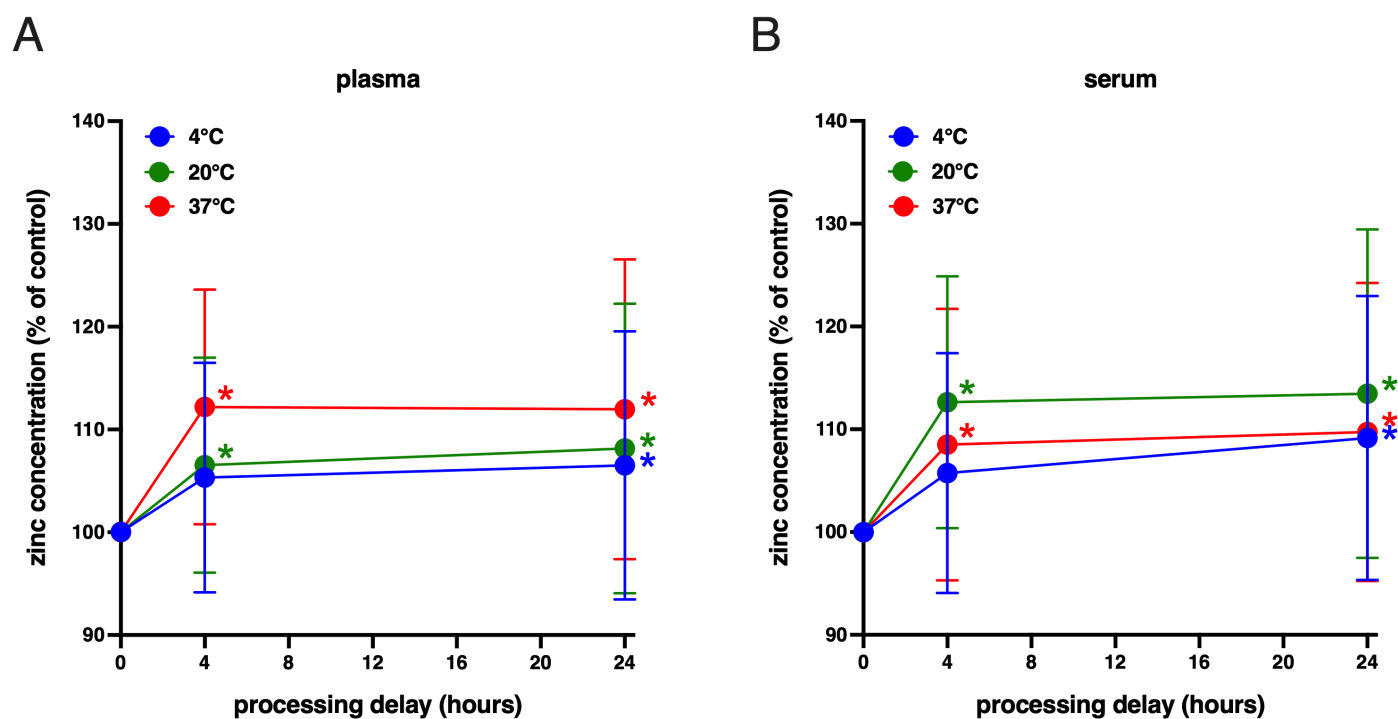 A
plasma
4°C
20°C
37°C
140
130
120
110
100
90
zinc concentration (% of control)
* * * * *
0 4 8 12 16 20 24
processing delay (hours)
B
serum
4°C
20°C
37°C
140
130
120
110
100
90
zinc concentration (% of control)
* * * * *
0 4 8 12 16 20 24
processing delay (hours)